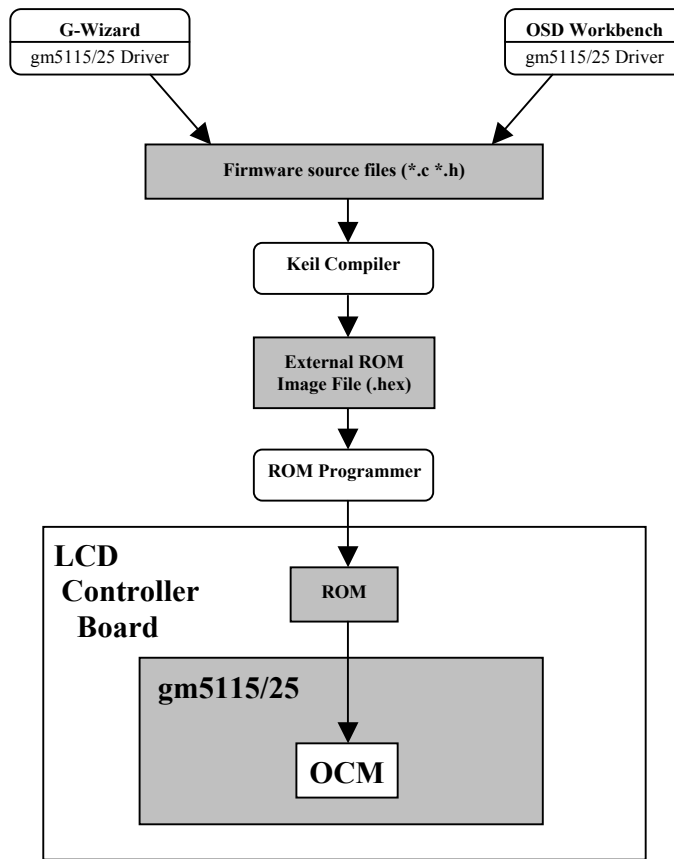 G-Wizard
gm5115/25 Driver
OSD Workbench
gm5115/25 Driver
Firmware source files (*.c *.h)
Keil Compiler
External ROM
Image File (.hex)
ROM Programmer
LCD
Controller
Board
ROM
gm5115/25
OCM